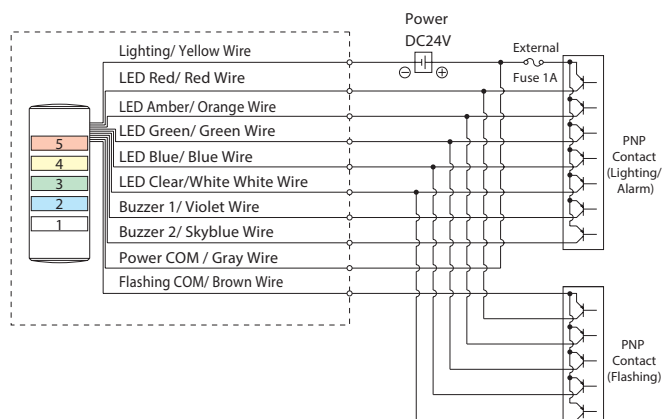 Power
DC24V
⊖ ⊕
External
Fuse 1A
Lighting/ Yellow Wire
LED Red/ Red Wire
LED Amber/ Orange Wire
LED Green/ Green Wire
LED Blue/ Blue Wire
LED Clear/White White Wire
Buzzer 1/ Violet Wire
Buzzer 2/ Skyblue Wire
Power COM / Gray Wire
Flashing COM/ Brown Wire
5
4
3
2
1
PNP
Contact
(Lighting/
Alarm)
PNP
Contact
(Flashing)